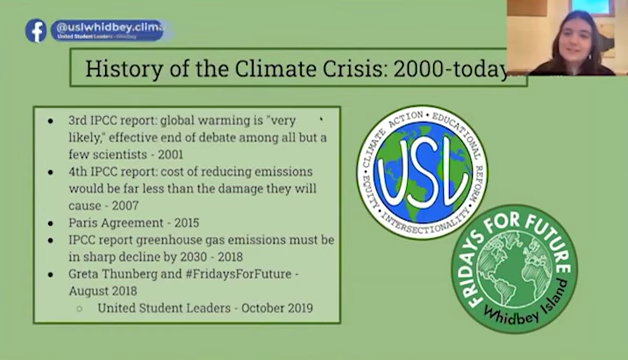 @uslwhidbey.clima
United Student Leaders - Whidbey
History of the Climate Crisis: 2000-today
3rd IPCC report: global warming is "very
likely," effective end of debate among all but a
few scientists - 2001
4th IPCC report: cost of reducing emissions
would be far less than the damage they will
cause - 2007
Paris Agreement - 2015
IPCC report greenhouse gas emissions must be
in sharp decline by 2030 - 2018
Greta Thunberg and #FridaysForFuture -
August 2018
United Student Leaders - October 2019
CLIMATE ACTION • EDUCATIONAL REFORM • INTERSECTIONALITY • EQUITY •
USL
FRIDAYS FOR FUTURE
Whidbey Island